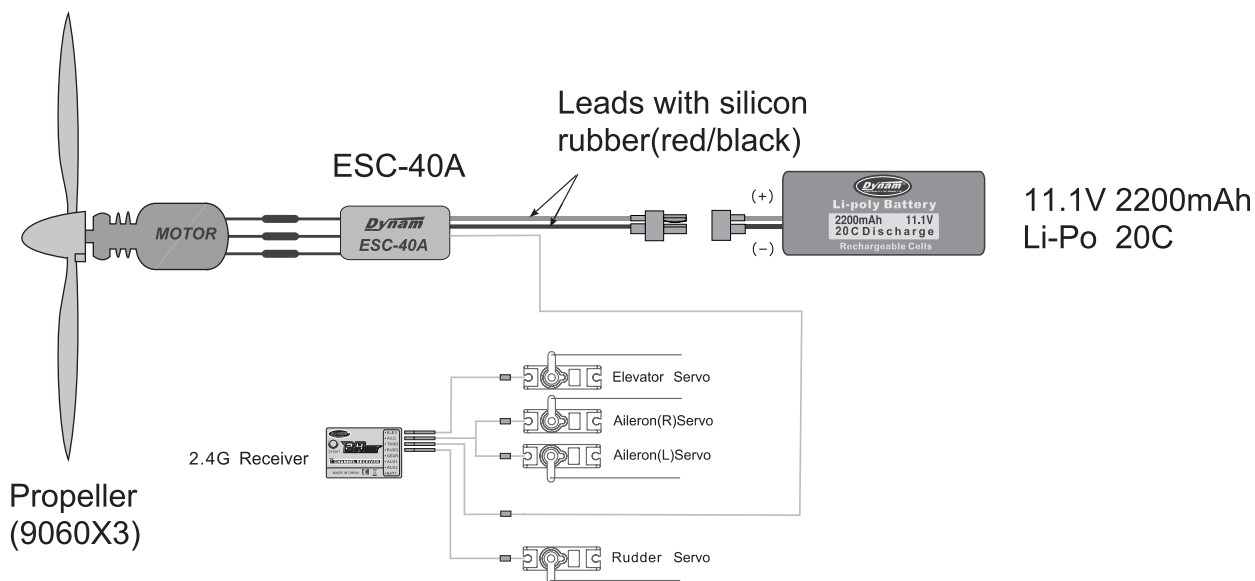 Leads with silicon
rubber(red/black)
ESC-40A
Dynam
ESC-40A
MOTOR
(+)
(-)
Dynam
Li-poly Battery
2200mAh 11.1V
20C Discharge
Rechargeable Cells
11.1V 2200mAh
Li-Po 20C
Elevator Servo
Aileron(R)Servo
Aileron(L)Servo
2.4G Receiver
Rudder Servo
Propeller
(9060X3)